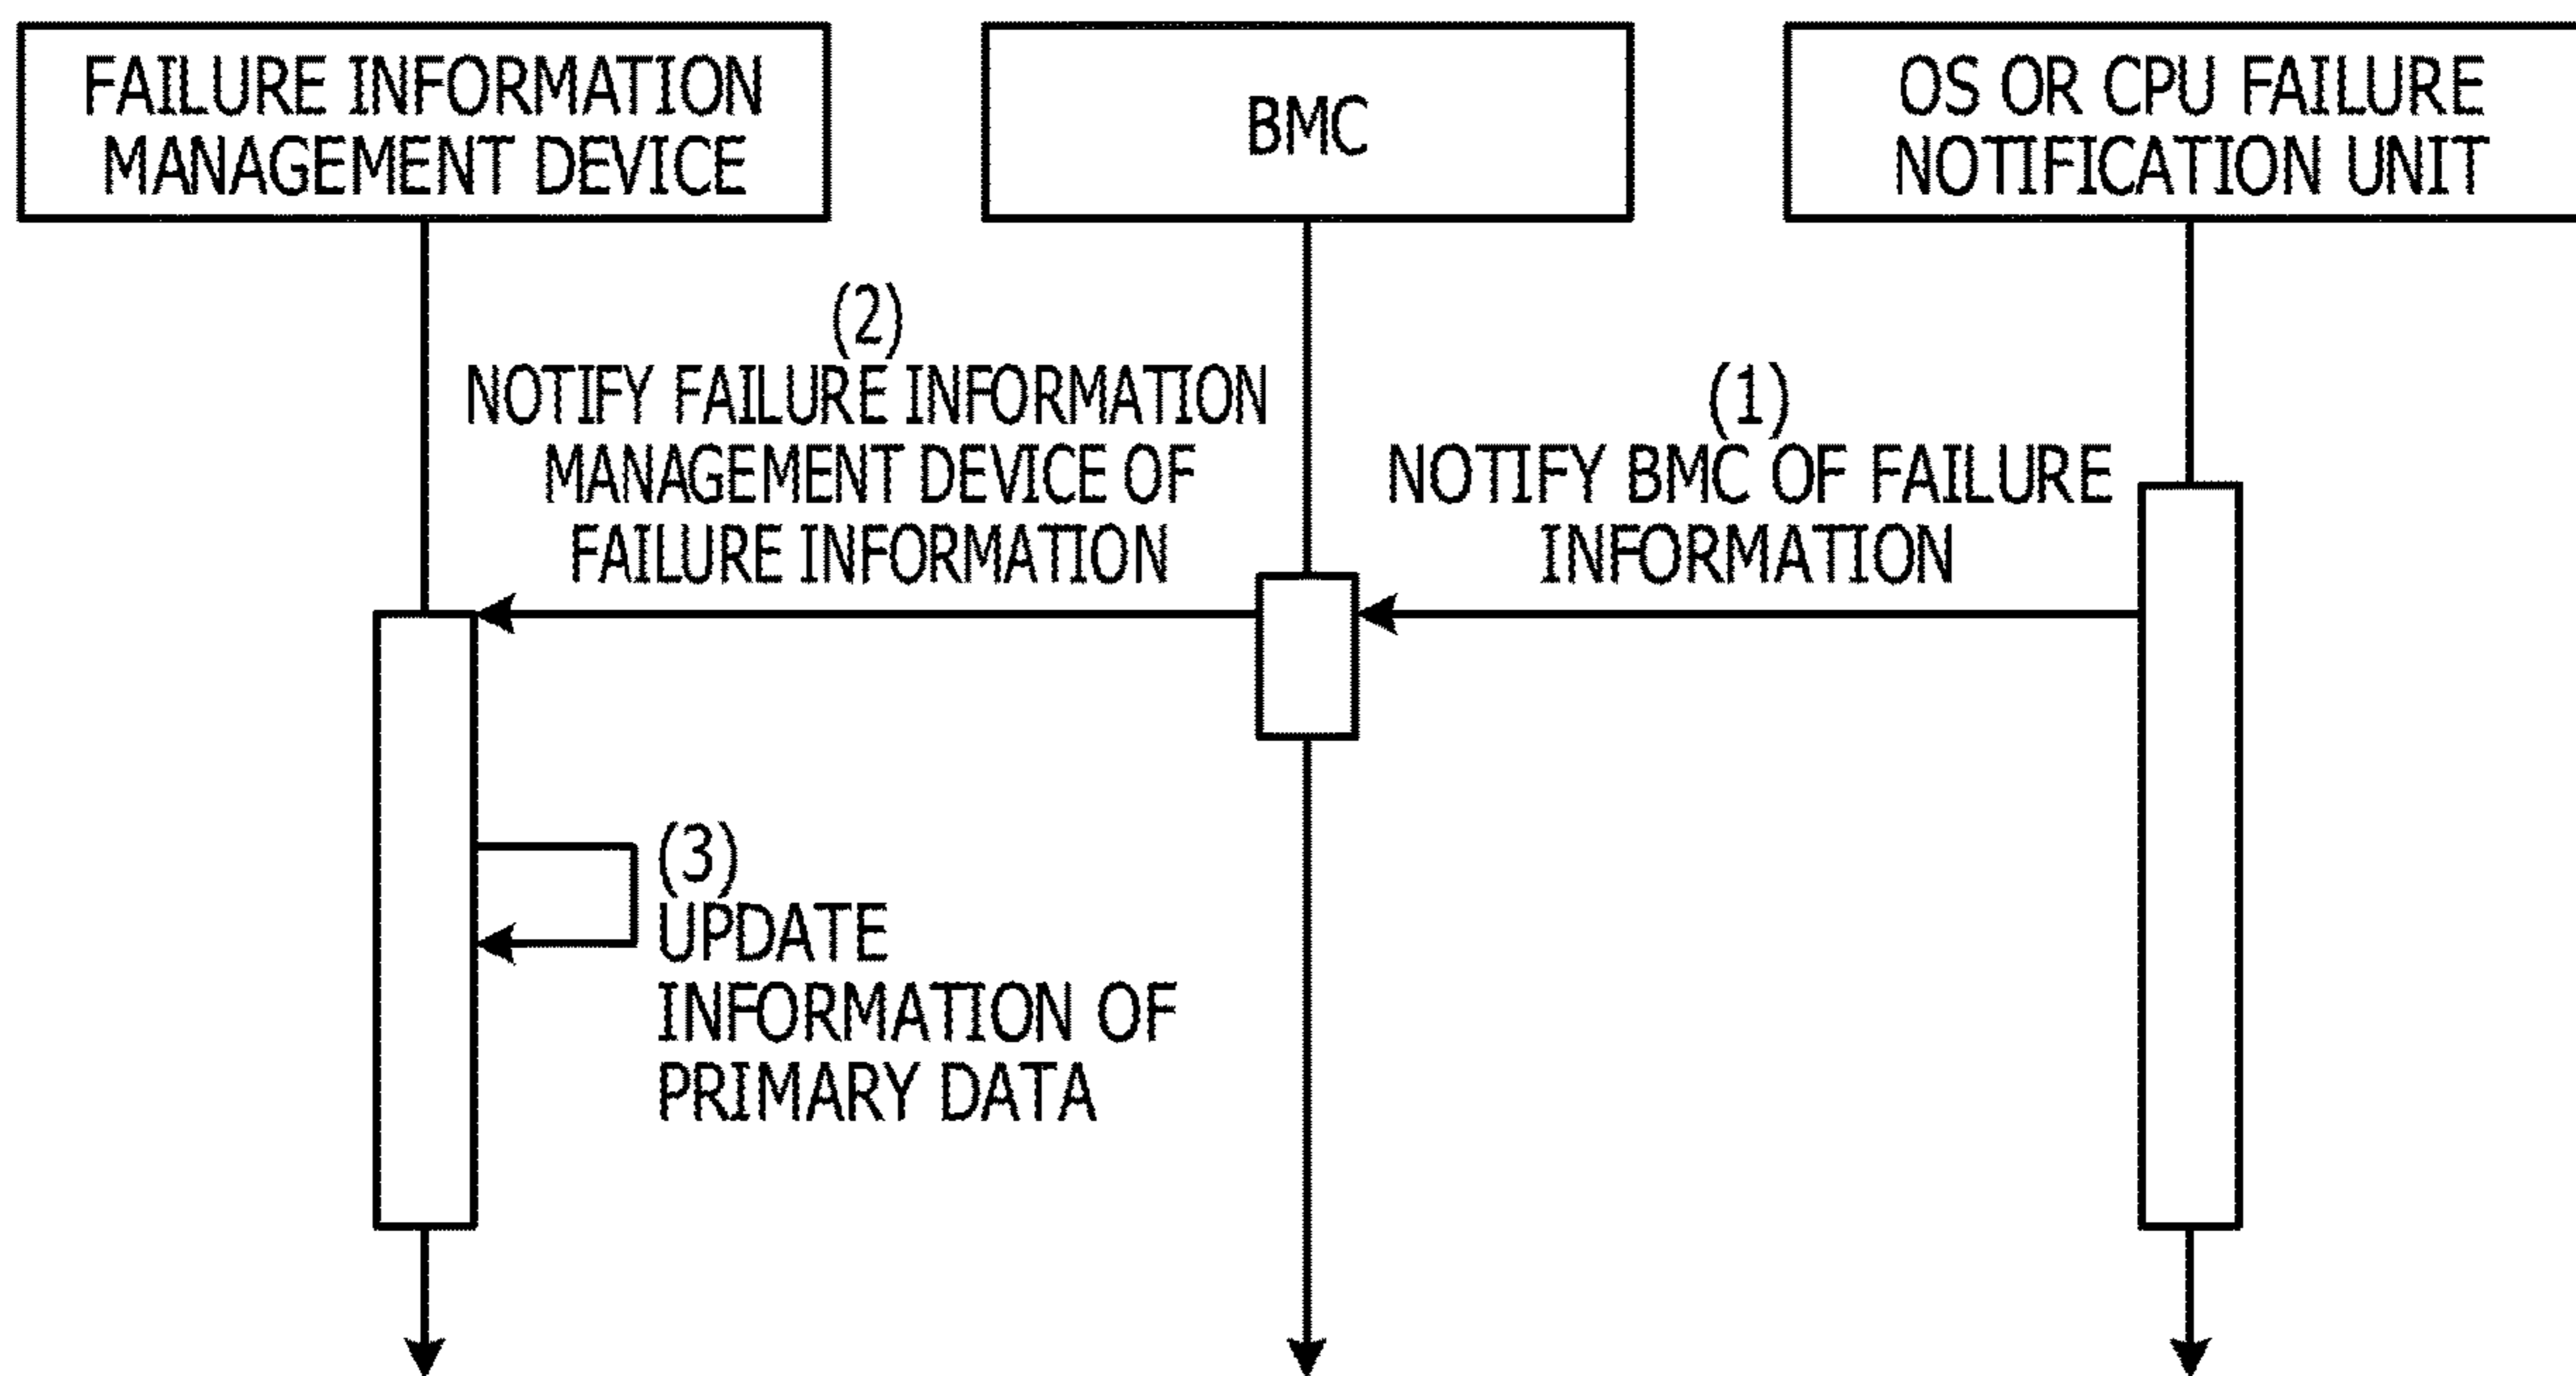 FAILURE INFORMATION
MANAGEMENT DEVICE
BMC
OS OR CPU FAILURE
NOTIFICATION UNIT
(2)
NOTIFY FAILURE INFORMATION
MANAGEMENT DEVICE OF
FAILURE INFORMATION
(1)
NOTIFY BMC OF FAILURE
INFORMATION
(3)
UPDATE
INFORMATION OF
PRIMARY DATA